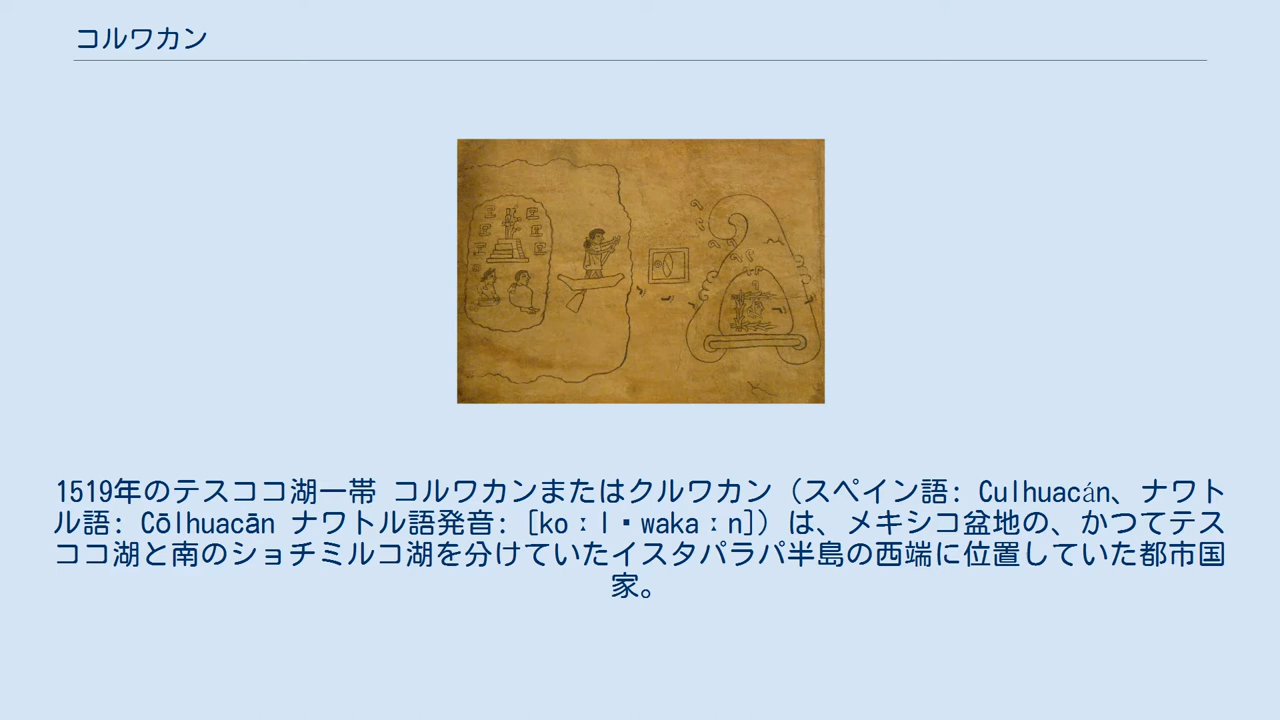 コルワカン
1519年のテスココ湖一帯 コルワカンまたはクルワカン（スペイン語: Culhuacán、ナワト
ル語: Cōlhuacān ナワトル語発音: [koːlˈwakaːn]）は、メキシコ盆地の、かつてテス
ココ湖と南のショチミルコ湖を分けていたイスタパラパ半島の西端に位置していた都市国
家。